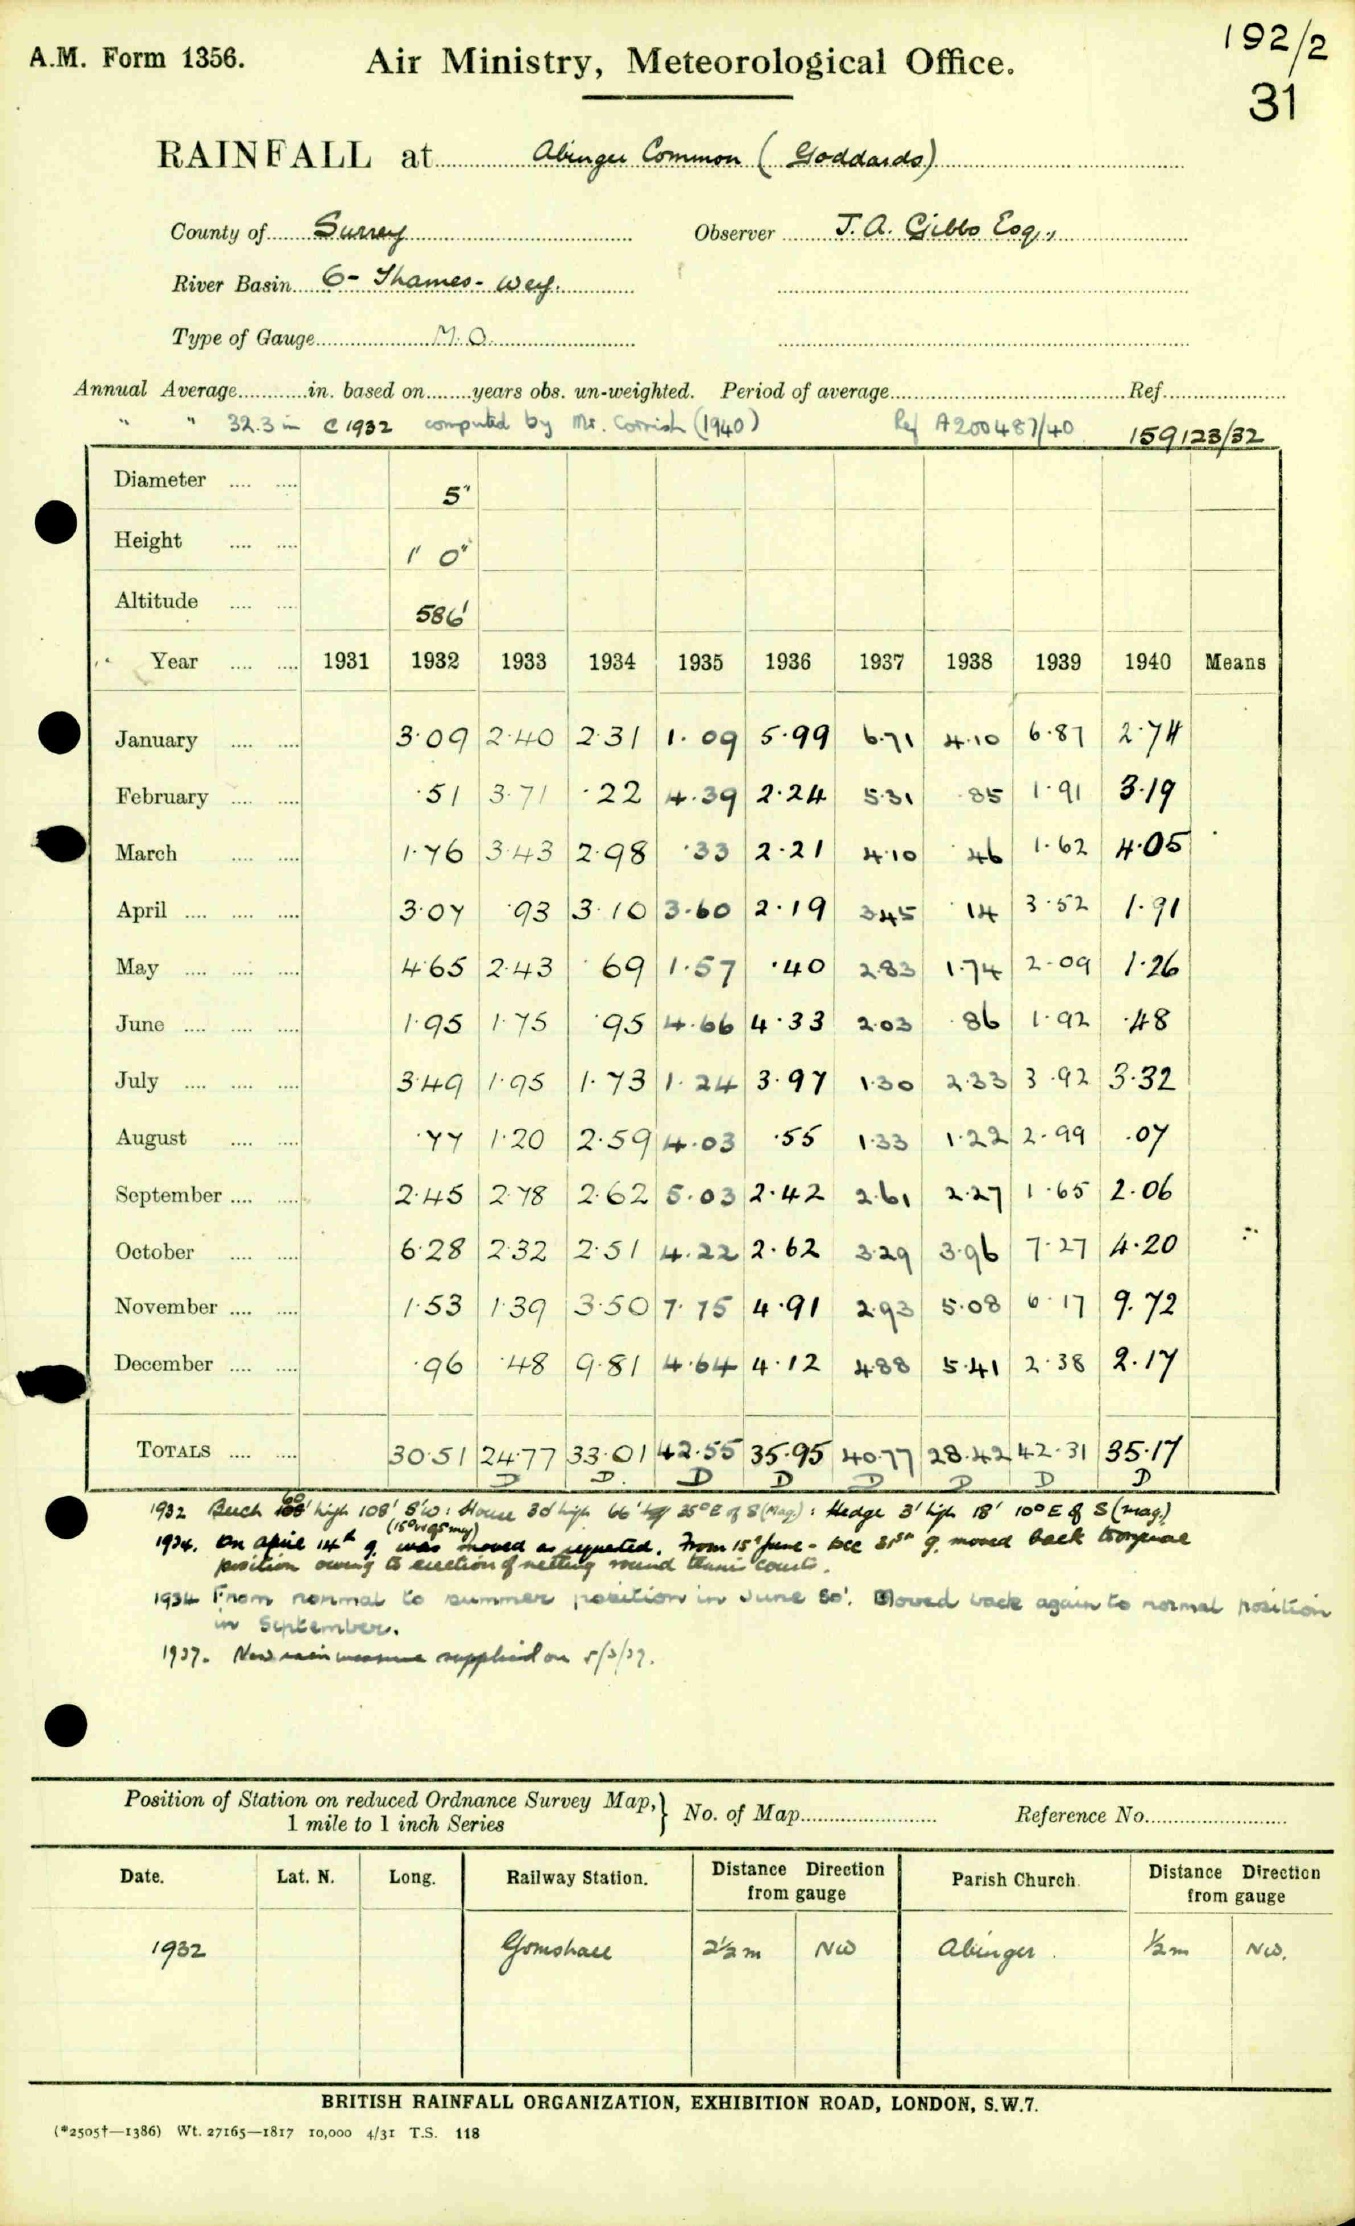 192/2
A.M. Form 1356. Air Ministry, Meteorological Office.
31
RAINFALL at Abinger Common (Goddards)
County of Surrey Observer J.A. Gibbs Esq.,
River Basin 6- Thames- Wey.
Type of Gauge M.O.
Annual Average in. based on years obs. un-weighted. Period of average Ref.
" " 32.3 in C 1932 computed by Mr. Cornish (1940) Ref A200487/40 159123/32
Diameter 5"
Height 1' 0"
Altitude 586'
Year 1931 1932 1933 1934 1935 1936 1937 1938 1939 1940 Means
January 3.09 2.40 2.31 1.09 5.99 6.71 4.10 6.87 2.74
February .51 3.71 .22 4.39 2.24 5.31 .85 1.91 3.19
March 1.76 3.43 2.98 .33 2.21 4.10 .46 1.62 4.05
April 3.07 .93 3.10 3.60 2.19 3.45 .14 3.52 1.91
May 4.65 2.43 .69 1.57 .40 2.83 1.74 2.09 1.26
June 1.95 1.75 .95 4.66 4.33 2.03 .86 1.92 .48
July 3.49 1.95 1.73 1.24 3.97 1.30 2.33 3.92 3.32
August .77 1.20 2.59 4.03 .55 1.33 1.22 2.99 .07
September 2.45 2.78 2.62 5.03 2.42 2.61 2.27 1.65 2.06
October 6.28 2.32 2.51 4.22 2.62 3.29 3.96 7.27 4.20
November 1.53 1.39 3.50 7.75 4.91 2.93 5.08 6.17 9.72
December .96 .48 9.81 4.64 4.12 4.88 5.41 2.38 2.17
TOTALS 30.51 24.77 33.01 42.55 35.95 40.77 28.42 42.31 35.17
D D D D D D D D
1932 Beech 60' high 108' S'W: House 30' high 66' 35° E of S (Mag.): Hedge 3' high 18' 10° E of S (mag.)
1934. On April 14th g. was moved as requested. From 15th June - Dec 31st g. moved back to original
position owing to erection of netting round tennis courts.
1934 From normal to summer position in June 30'. Moved back again to normal position
in September.
1937. New rain measure supplied on 5/3/37.
Position of Station on reduced Ordnance Survey Map,} No. of Map Reference No.
1 mile to 1 inch Series
Date. Lat. N. Long. Railway Station. Distance Direction from gauge Parish Church. Distance Direction from gauge
1932 Gomshall 2½ m NW Abinger. ½ m NW.
BRITISH RAINFALL ORGANIZATION, EXHIBITION ROAD, LONDON, S.W.7.
(*2505†—1386) Wt. 27165—1817 10,000 4/31 T.S. 118